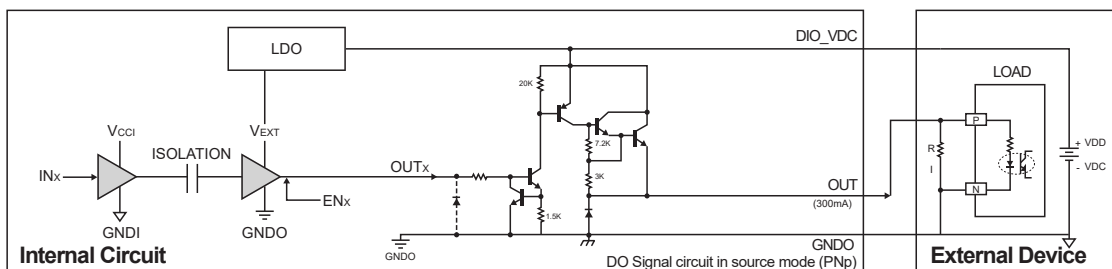 LDO
DIO_VDC
LOAD
20K
VCCI
VEXT
ISOLATION
7.2K
P
R
I
+ VDD
- VDC
INX
OUTX
ENX
3K
N
OUT
(300mA)
1.5K
GNDI
GNDO
GNDO
GNDO
Internal Circuit
DO Signal circuit in source mode (PNp)
External Device